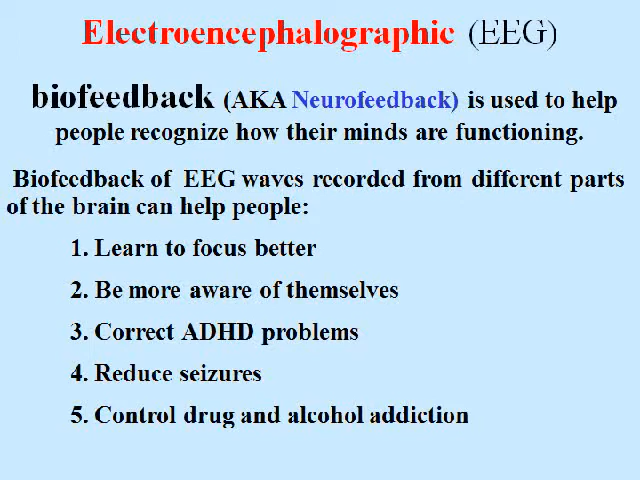 Electroencephalographic (EEG)
biofeedback (AKA Neurofeedback) is used to help
people recognize how their minds are functioning.
Biofeedback of EEG waves recorded from different parts
of the brain can help people:
1. Learn to focus better
2. Be more aware of themselves
3. Correct ADHD problems
4. Reduce seizures
5. Control drug and alcohol addiction